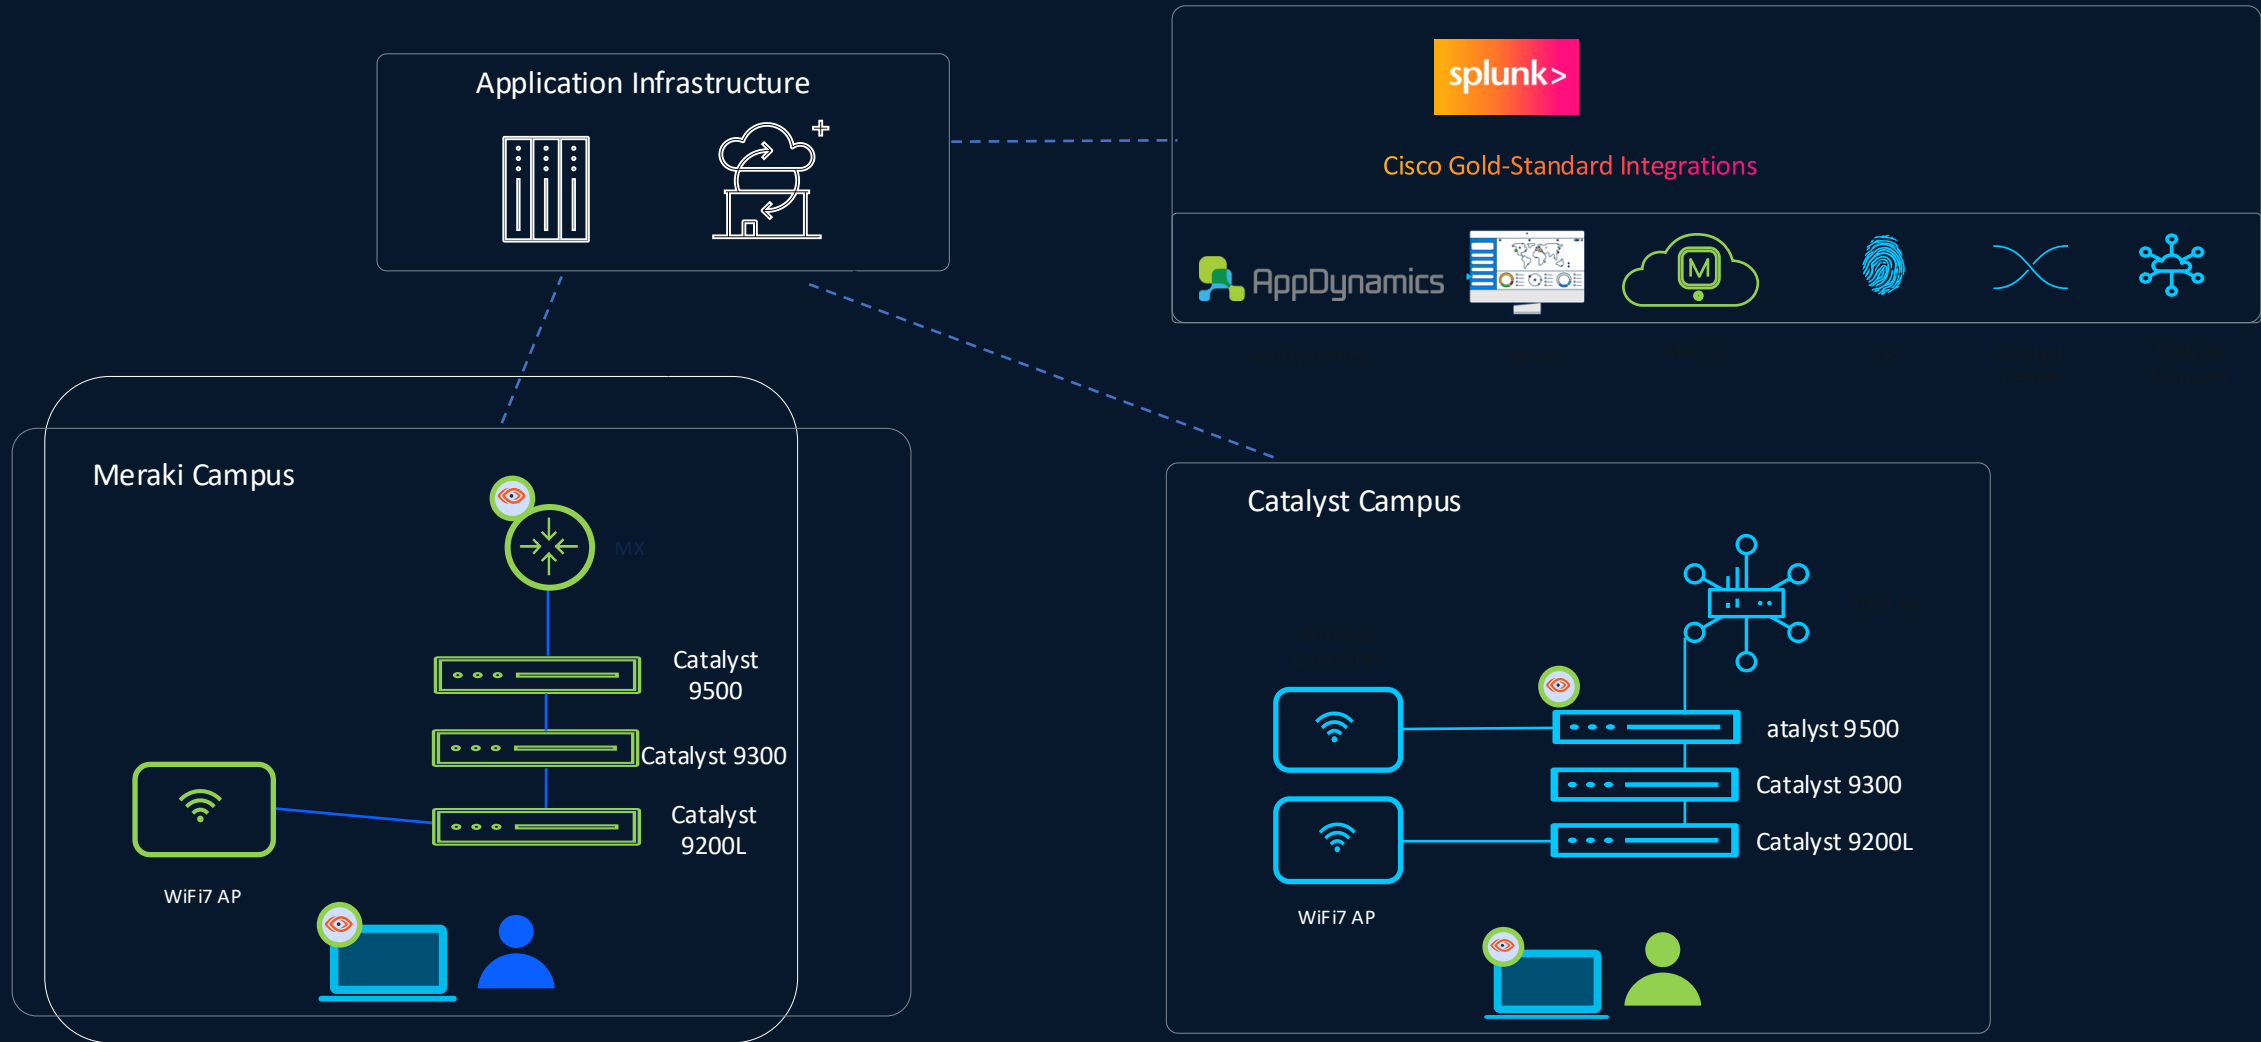 Application Infrastructure
splunk>
Cisco Gold-Standard Integrations
AppDynamics
M
Meraki Campus
MX
Catalyst
9500
Catalyst 9300
Catalyst
9200L
WiFi7 AP
Catalyst Campus
atalyst 9500
Catalyst 9300
Catalyst 9200L
WiFi7 AP